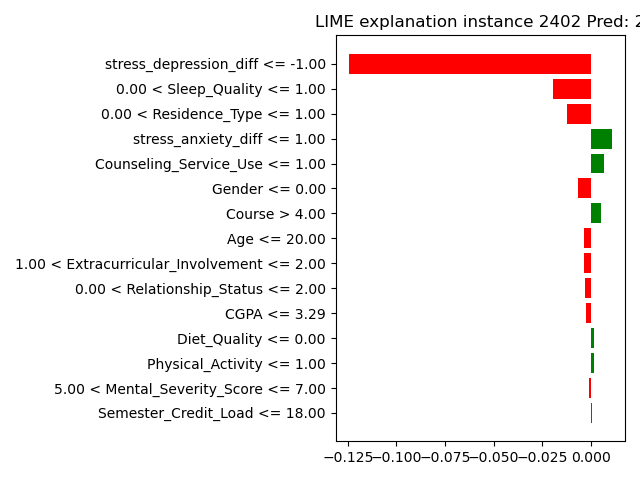 LIME explanation instance 2402 Pred: 2
stress_depression_diff <= -1.00
0.00 < Sleep_Quality <= 1.00
0.00 < Residence_Type <= 1.00
stress_anxiety_diff <= 1.00
Counseling_Service_Use <= 1.00
Gender <= 0.00
Course > 4.00
Age <= 20.00
1.00 < Extracurricular_Involvement <= 2.00
0.00 < Relationship_Status <= 2.00
CGPA <= 3.29
Diet_Quality <= 0.00
Physical_Activity <= 1.00
5.00 < Mental_Severity_Score <= 7.00
Semester_Credit_Load <= 18.00
−0.125 −0.100 −0.075 −0.050 −0.025 0.000